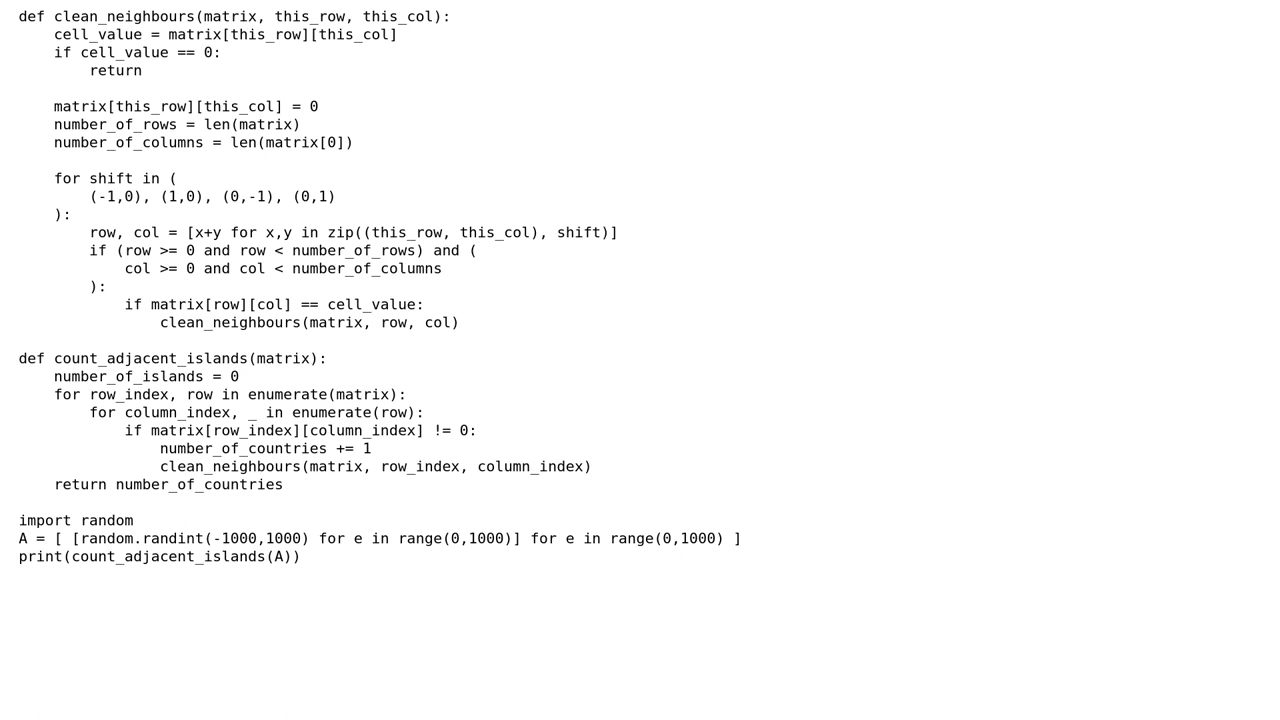 def clean_neighbours(matrix, this_row, this_col):
    cell_value = matrix[this_row][this_col]
    if cell_value == 0:
        return

    matrix[this_row][this_col] = 0
    number_of_rows = len(matrix)
    number_of_columns = len(matrix[0])

    for shift in (
        (-1,0), (1,0), (0,-1), (0,1)
    ):
        row, col = [x+y for x,y in zip((this_row, this_col), shift)]
        if (row >= 0 and row < number_of_rows) and (
            col >= 0 and col < number_of_columns
        ):
            if matrix[row][col] == cell_value:
                clean_neighbours(matrix, row, col)

def count_adjacent_islands(matrix):
    number_of_islands = 0
    for row_index, row in enumerate(matrix):
        for column_index, _ in enumerate(row):
            if matrix[row_index][column_index] != 0:
                number_of_countries += 1
                clean_neighbours(matrix, row_index, column_index)
    return number_of_countries

import random
A = [ [random.randint(-1000,1000) for e in range(0,1000)] for e in range(0,1000) ]
print(count_adjacent_islands(A))